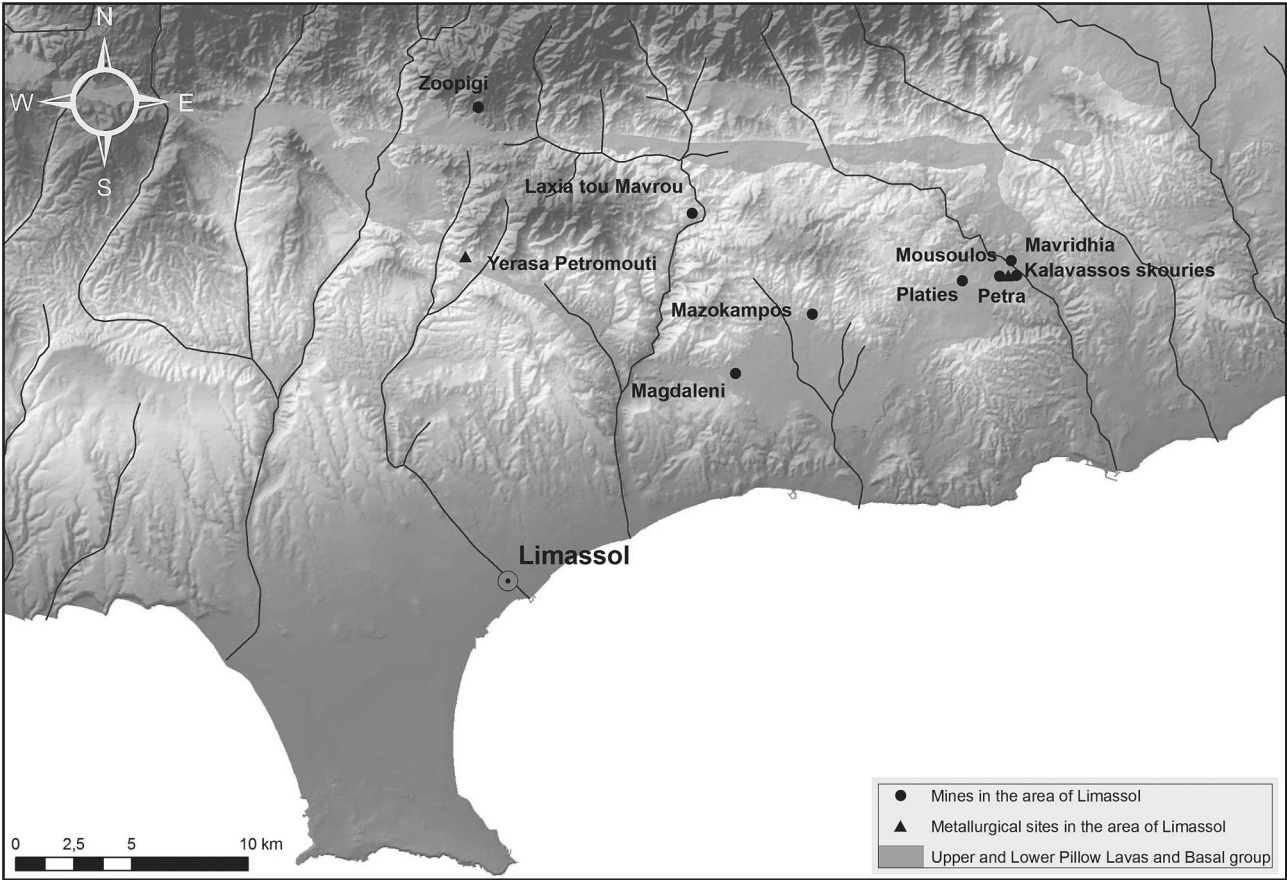 N
W
E
S
Zoopigi
Laxia tou Mavrou
Yerasa Petromouti
Mousoulos
Mavridhia
Kalavassos skouries
Platies
Petra
Mazokampos
Magdaleni
Limassol
0 2,5 5 10 km
Mines in the area of Limassol
Metallurgical sites in the area of Limassol
Upper and Lower Pillow Lavas and Basal group